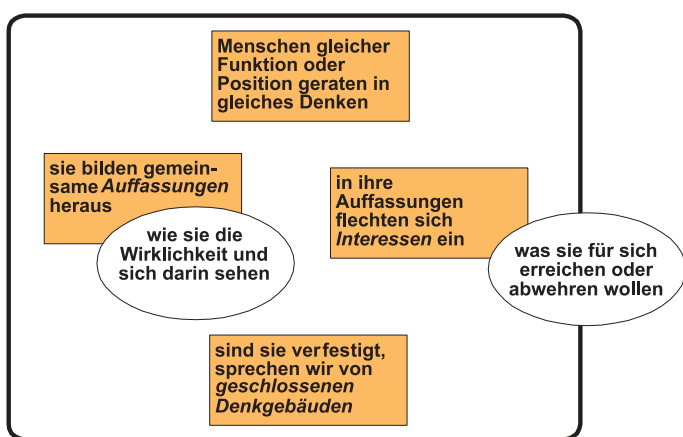 Menschen gleicher
Funktion oder
Position geraten in
gleiches Denken
sie bilden gemein-
same Auffassungen
heraus
wie sie die
Wirklichkeit und
sich darin sehen
in ihre
Auffassungen
flechten sich
Interessen ein
was sie für sich
erreichen oder
abwehren wollen
sind sie verfestigt,
sprechen wir von
geschlossenen
Denkgebäuden